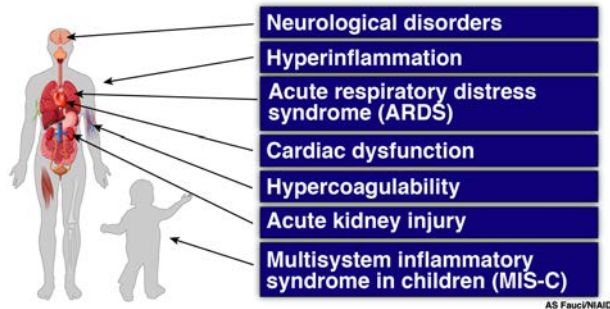 Neurological disorders
Hyperinflammation
Acute respiratory distress
syndrome (ARDS)
Cardiac dysfunction
Hypercoagulability
Acute kidney injury
Multisystem inflammatory
syndrome in children (MIS-C)
AS Fauci/NIAID